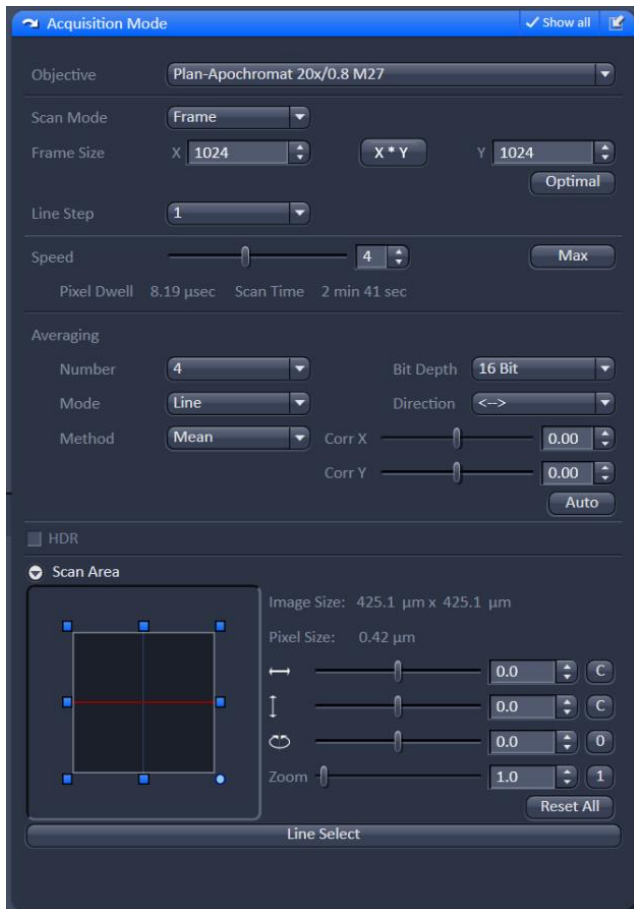 Acquisition Mode Show all
Objective Plan-Apochromat 20x/0.8 M27
Scan Mode Frame
Frame Size X 1024 X * Y Y 1024
Optimal
Line Step 1
Speed 4 Max
Pixel Dwell 8.19 µsec Scan Time 2 min 41 sec
Averaging
Number 4 Bit Depth 16 Bit
Mode Line Direction <-->
Method Mean Corr X 0.00
Corr Y 0.00
Auto
HDR
Scan Area
Image Size: 425.1 µm x 425.1 µm
Pixel Size: 0.42 µm
0.0 C
0.0 C
0.0 0
Zoom 1.0 1
Reset All
Line Select